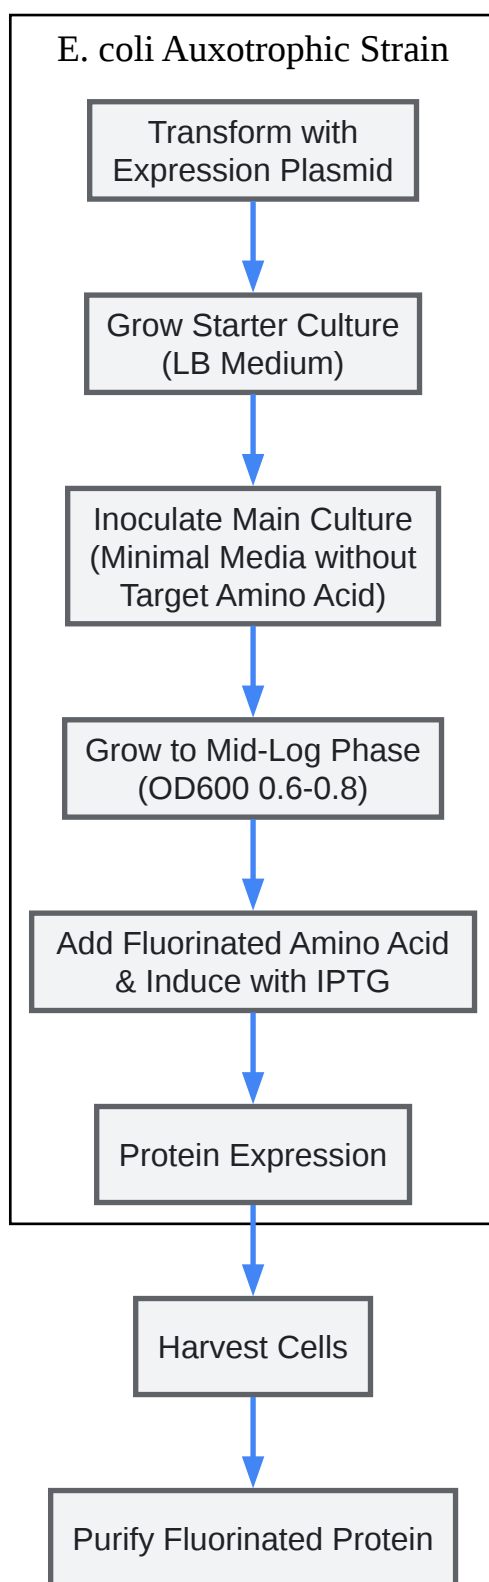 E. coli Auxotrophic Strain
Transform with
Expression Plasmid
Grow Starter Culture
(LB Medium)
Inoculate Main Culture
(Minimal Media without
Target Amino Acid)
Grow to Mid-Log Phase
(OD600 0.6-0.8)
Add Fluorinated Amino Acid
& Induce with IPTG
Protein Expression
Harvest Cells
Purify Fluorinated Protein